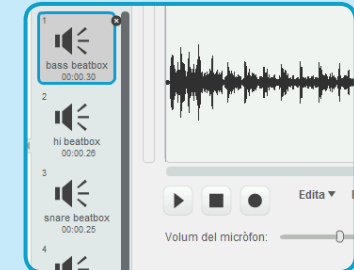 1
bass beatbox
00:00.30
2
hi beatbox
00:00.26
3
snare beatbox
00:00.25
4
Edita
Volum del micròfon: